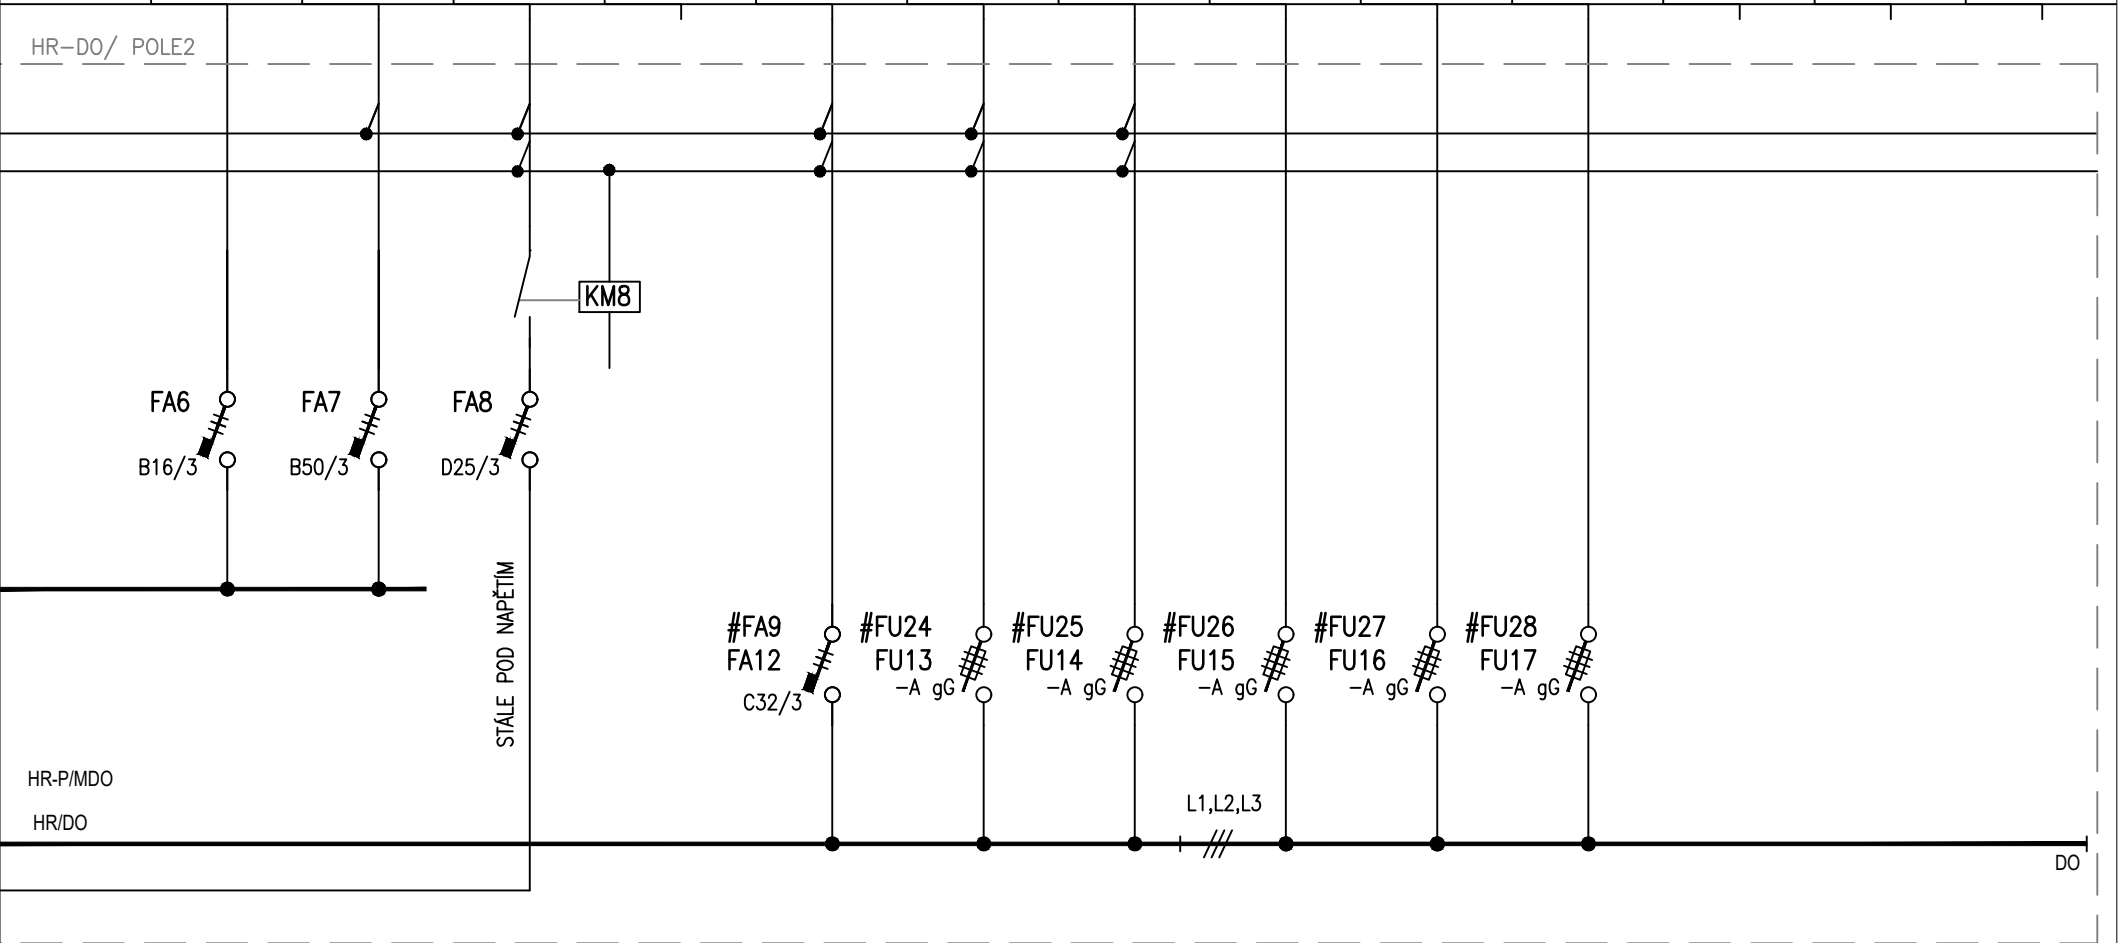 HR-DO/ POLE2
KM8
FA6
FA7
FA8
B16/3
B50/3
D25/3
STÁLE POD NAPĚTÍM
#FA9
FA12
C32/3
#FU24
FU13
-A gG
#FU25
FU14
-A gG
#FU26
FU15
-A gG
#FU27
FU16
-A gG
#FU28
FU17
-A gG
HR-P/MDO
L1,L2,L3
HR/DO
DO